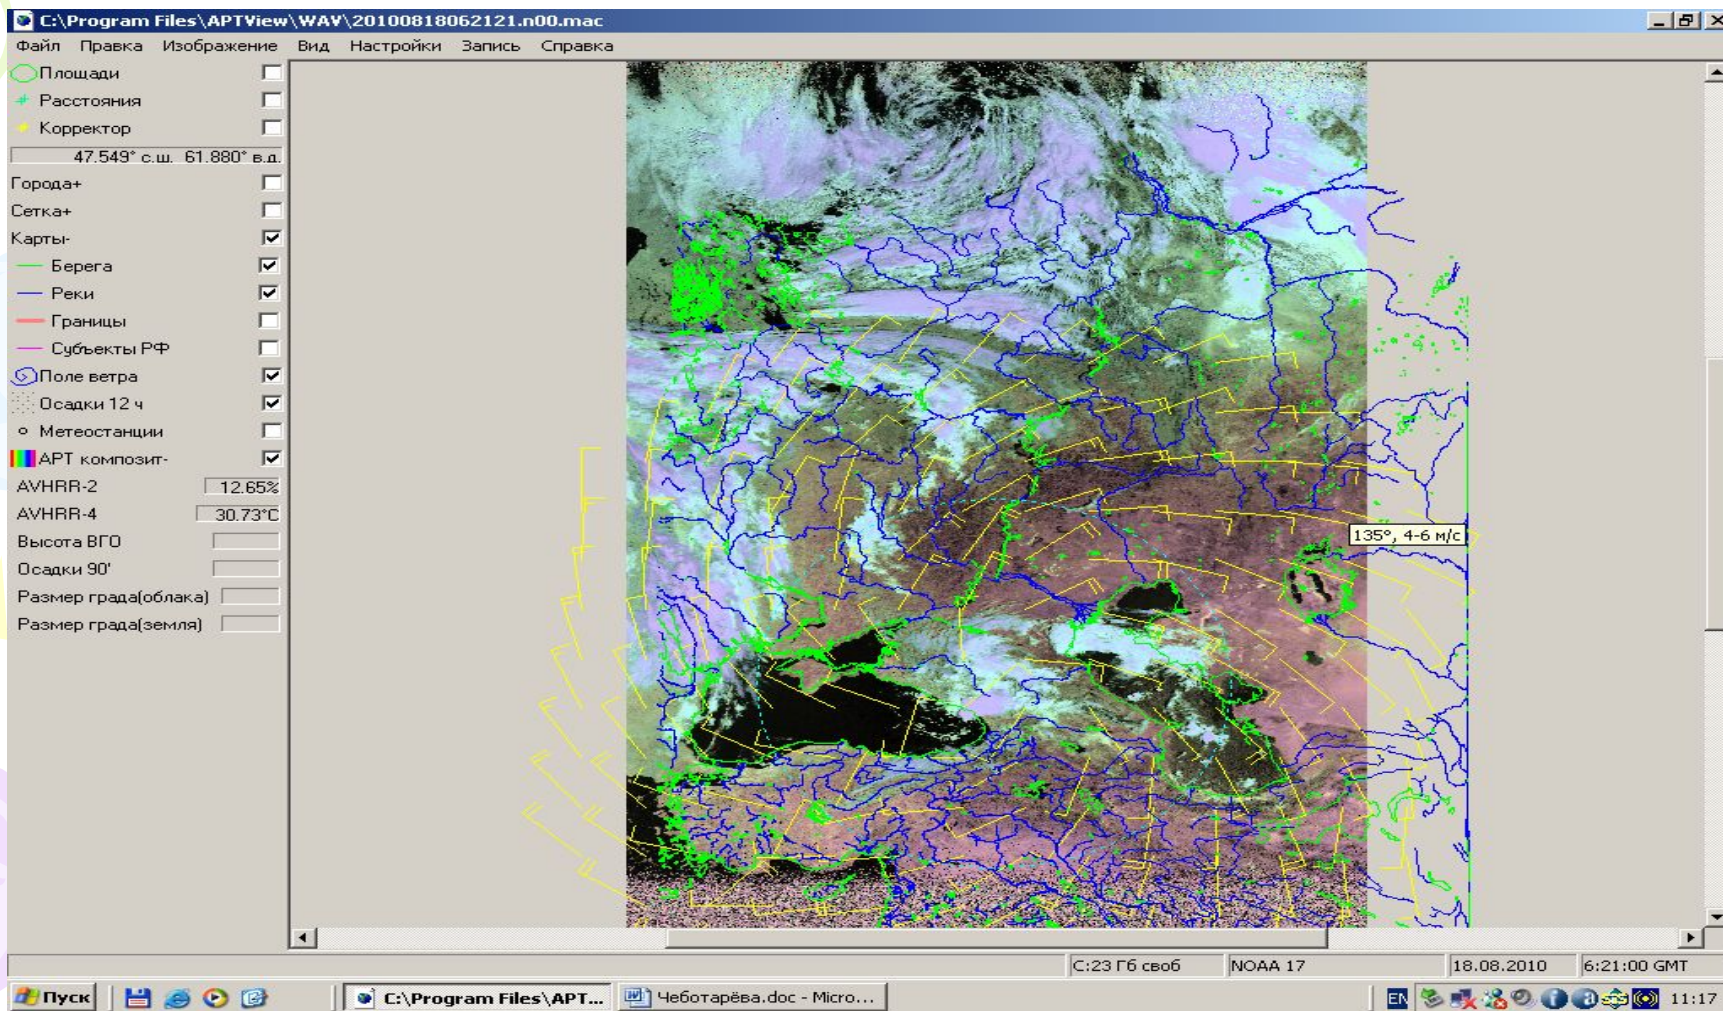 C:\Program Files\APTView\WAV\20100818062121.n00.mac
Файл Правка Изображение Вид Настройки Запись Справка
Площади
Расстояния
Корректор
47.549° с.ш. 61.880° в.д.
Города+
Сетка+
Карты-
Берега
Реки
Границы
Субъекты РФ
Поле ветра
Осадки 12 ч
Метеостанции
APT композит-
AVHRR-2 12.65%
AVHRR-4 30.73°C
Высота ВГО
Осадки 90'
Размер града(облака)
Размер града(земля)
135°, 4-6 м/с
C:23 Гб своб NOAA 17 18.08.2010 6:21:00 GMT
Пуск C:\Program Files\APT... Чеботарёва.doc - Micro... EN 11:17